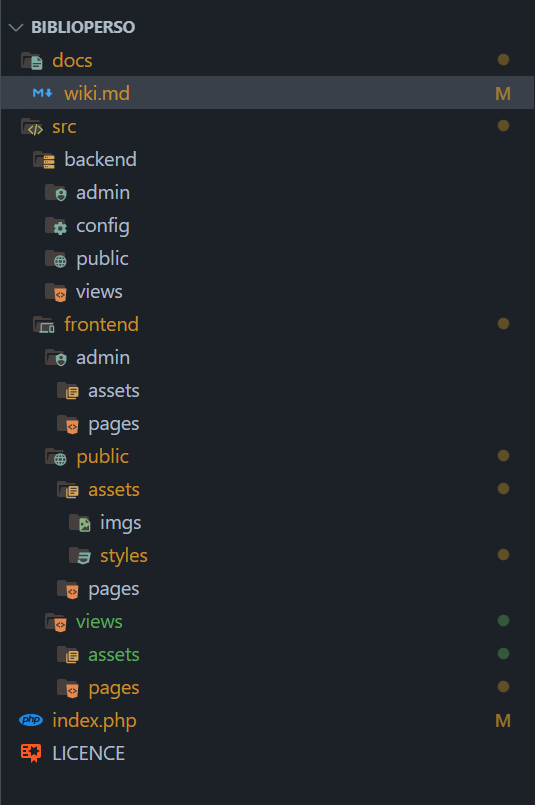 BIBLIOPERSO
docs
wiki.md M
src
backend
admin
config
public
views
frontend
admin
assets
pages
public
assets
imgs
styles
pages
views
assets
pages
php index.php M
LICENCE